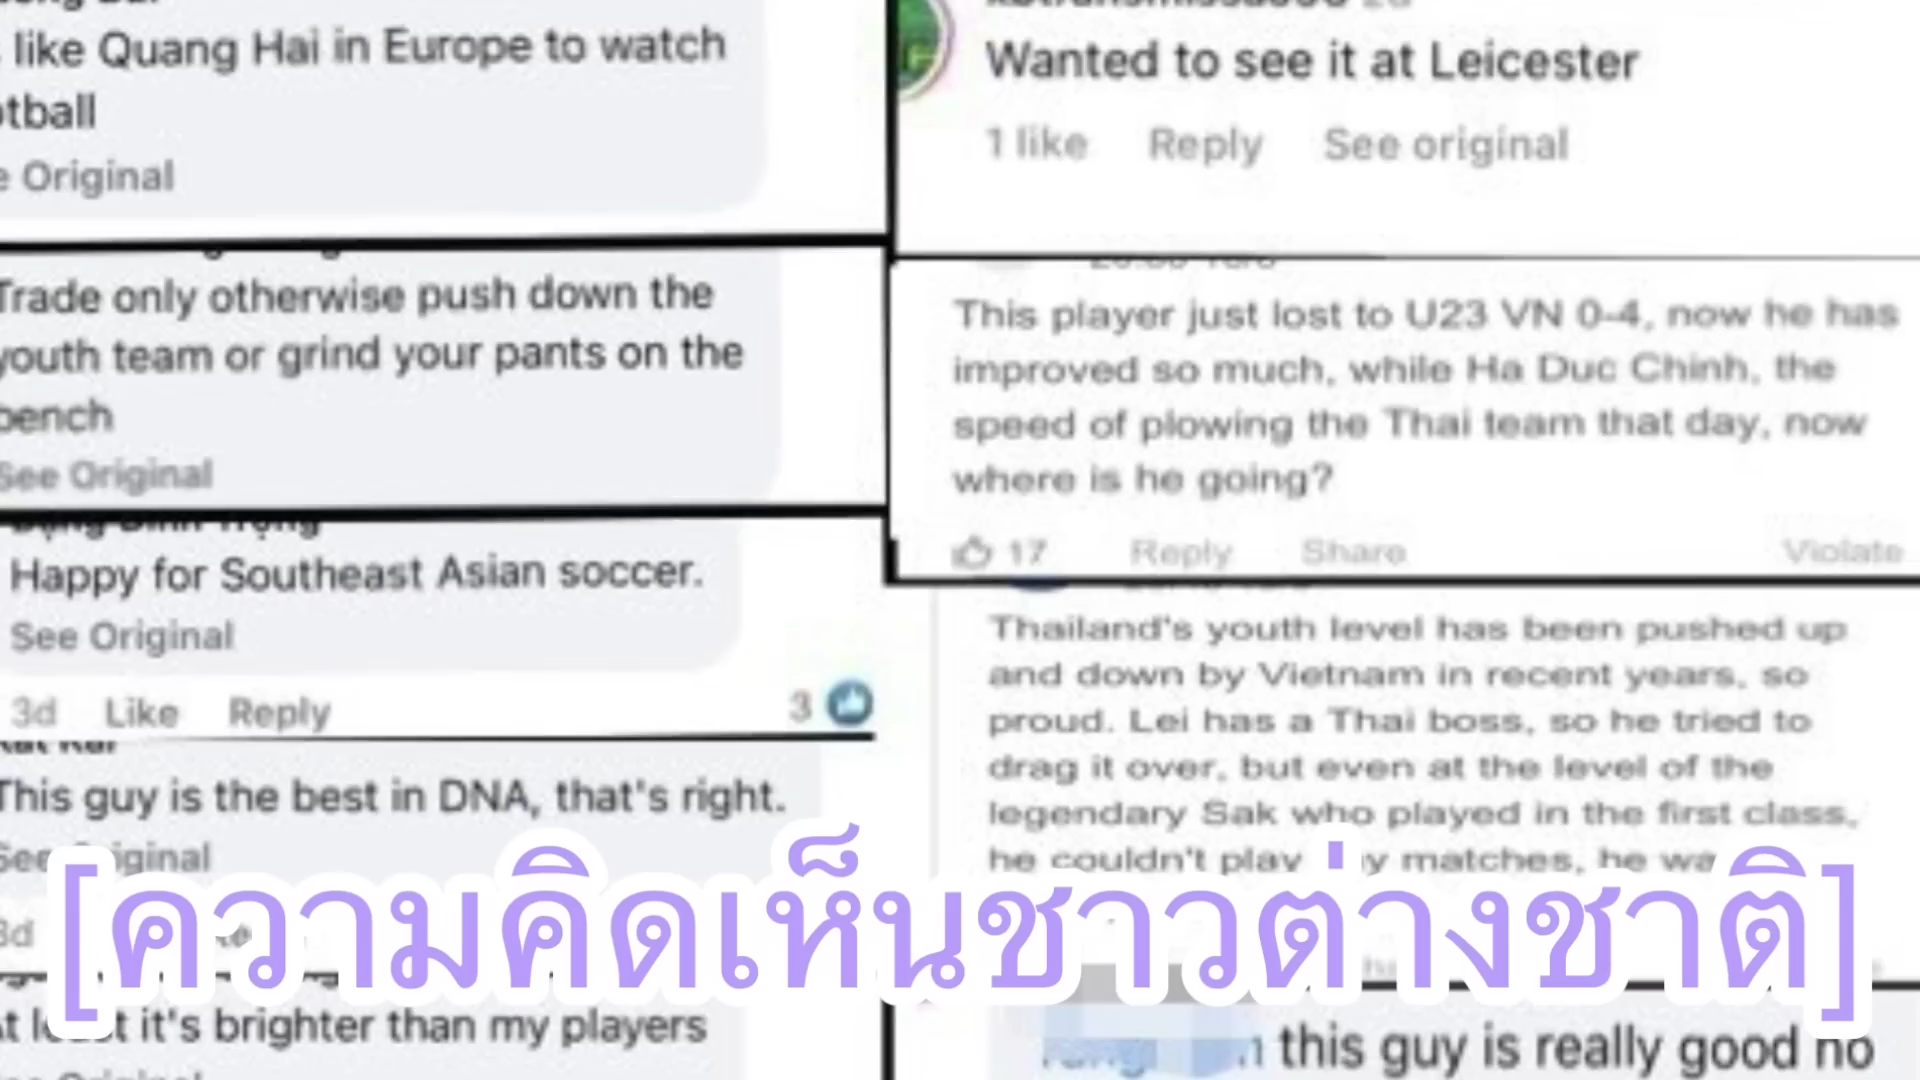 like Quang Hai in Europe to watch
otball
e Original
Trade only otherwise push down the
youth team or grind your pants on the
bench
See Original
Happy for Southeast Asian soccer.
See Original
3d Like Reply 3
This guy is the best in DNA, that's right.
See Original
3d
it's brighter than my players
Wanted to see it at Leicester
1 like Reply See original
This player just lost to U23 VN 0-4, now he has
improved so much, while Ha Duc Chinh, the
speed of plowing the Thai team that day, now
where is he going?
17 Reply Share Violate
Thailand's youth level has been pushed up
and down by Vietnam in recent years, so
proud. Lei has a Thai boss, so he tried to
drag it over, but even at the level of the
legendary Sak who played in the first class,
he couldn't play matches, he
this guy is really good no
[ความคิดเห็นชาวต่างชาติ]